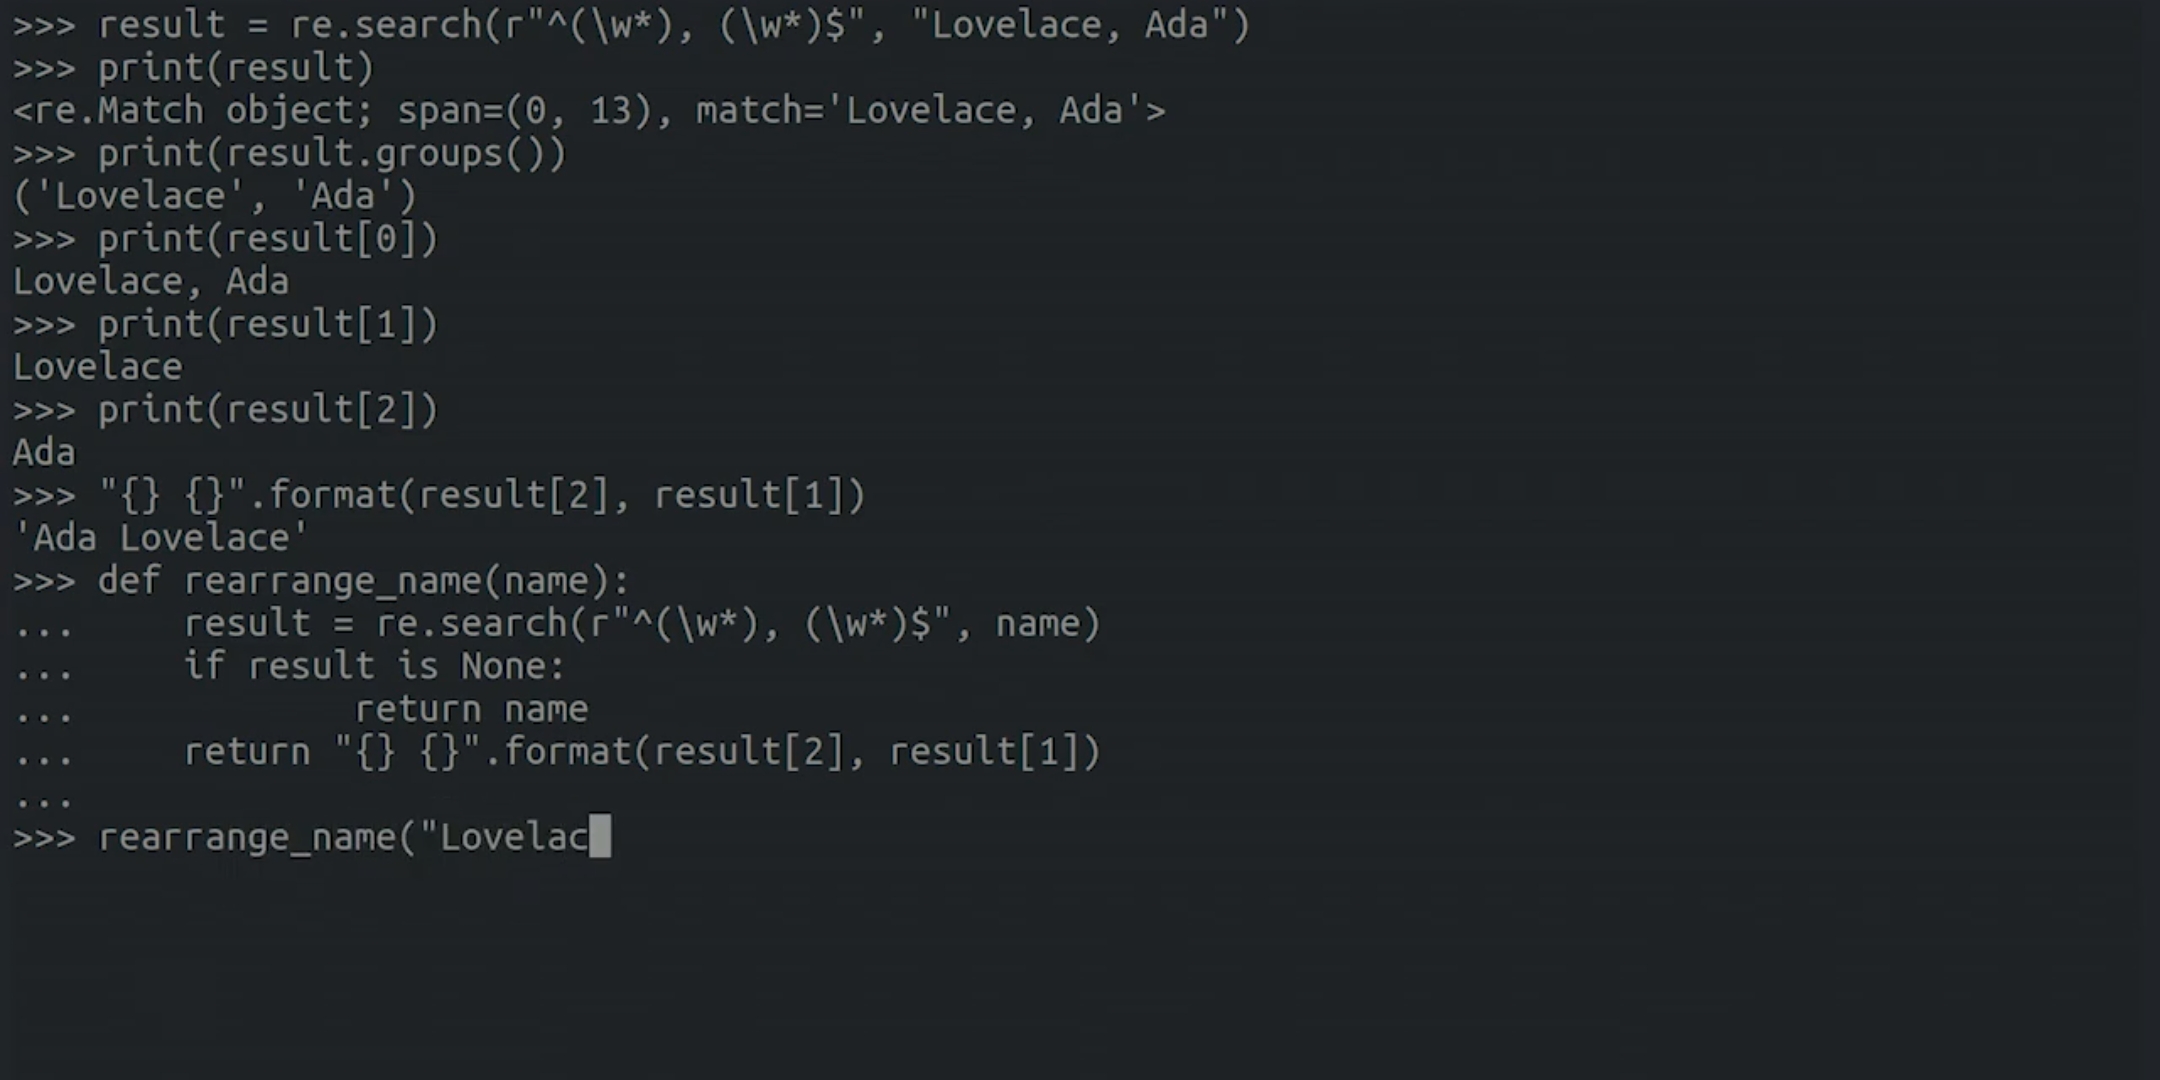 >>> result = re.search(r"^(\w*), (\w*)$", "Lovelace, Ada")
>>> print(result)
<re.Match object; span=(0, 13), match='Lovelace, Ada'>
>>> print(result.groups())
('Lovelace', 'Ada')
>>> print(result[0])
Lovelace, Ada
>>> print(result[1])
Lovelace
>>> print(result[2])
Ada
>>> "{} {}".format(result[2], result[1])
'Ada Lovelace'
>>> def rearrange_name(name):
...     result = re.search(r"^(\w*), (\w*)$", name)
...     if result is None:
...             return name
...     return "{} {}".format(result[2], result[1])
...
>>> rearrange_name("Lovelac